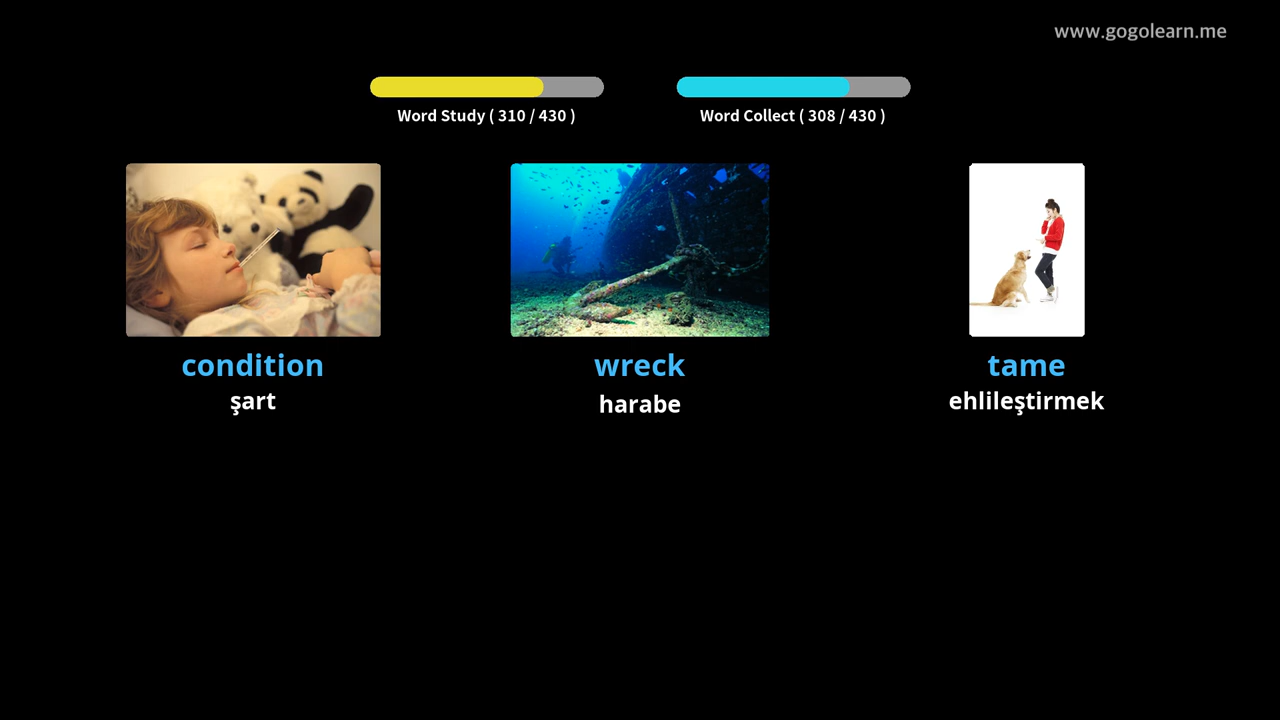 www.gogolearn.me
Word Study ( 310 / 430 )
Word Collect ( 308 / 430 )
condition
şart
wreck
harabe
tame
ehlileştirmek